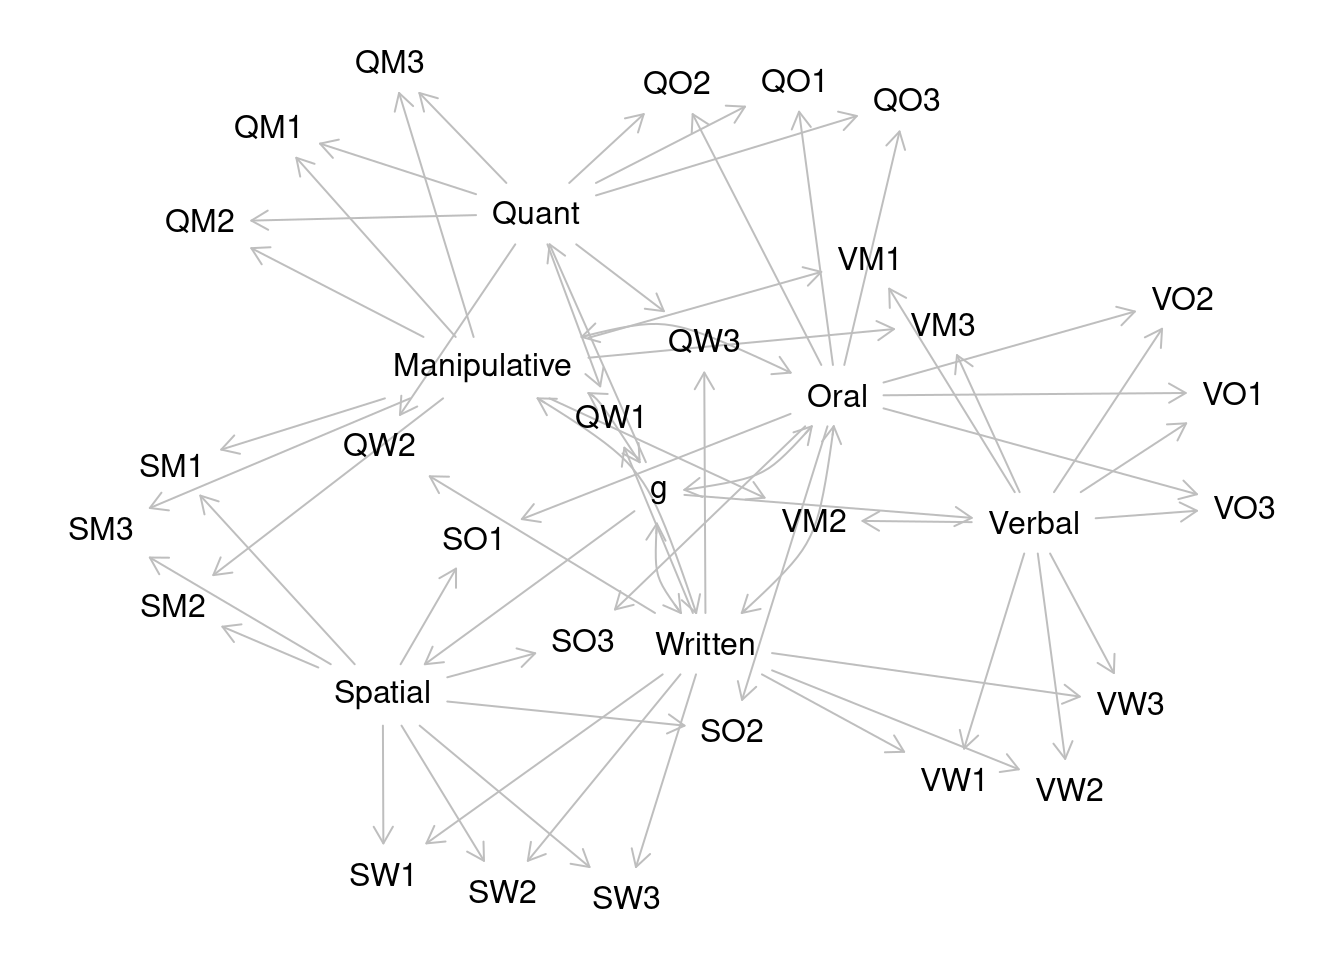 QM3
QO2
QO1
QO3
QM1
Quant
QM2
VM1
VO2
VM3
QW3
Manipulative
Oral
VO1
QW1
QW2
SM1
g
VO3
VM2
Verbal
SM3
SO1
SM2
SO3
Written
Spatial
VW3
SO2
VW1
VW2
SW1
SW2
SW3